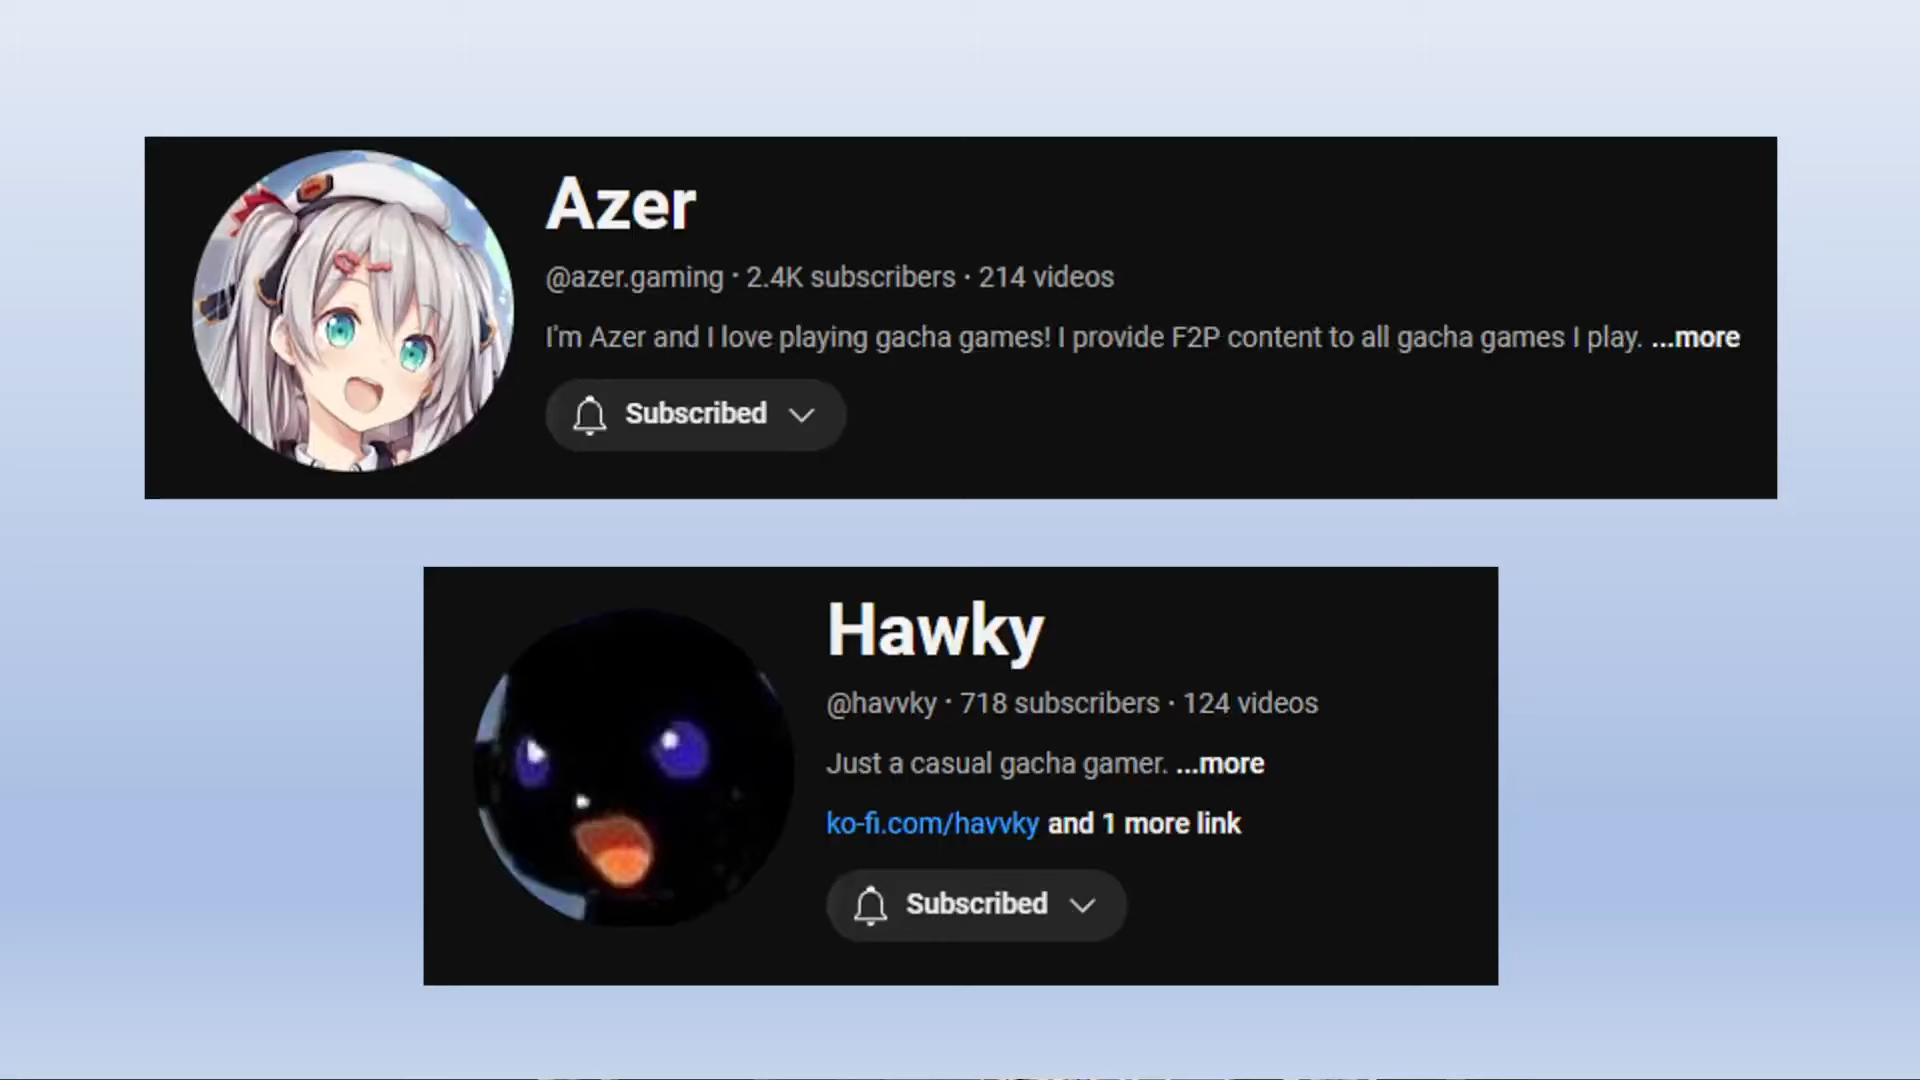 Azer
@azer.gaming · 2.4K subscribers · 214 videos
I'm Azer and I love playing gacha games! I provide F2P content to all gacha games I play. ...more
Subscribed
Hawky
@havvky · 718 subscribers · 124 videos
Just a casual gacha gamer. ...more
ko-fi.com/havvky and 1 more link
Subscribed